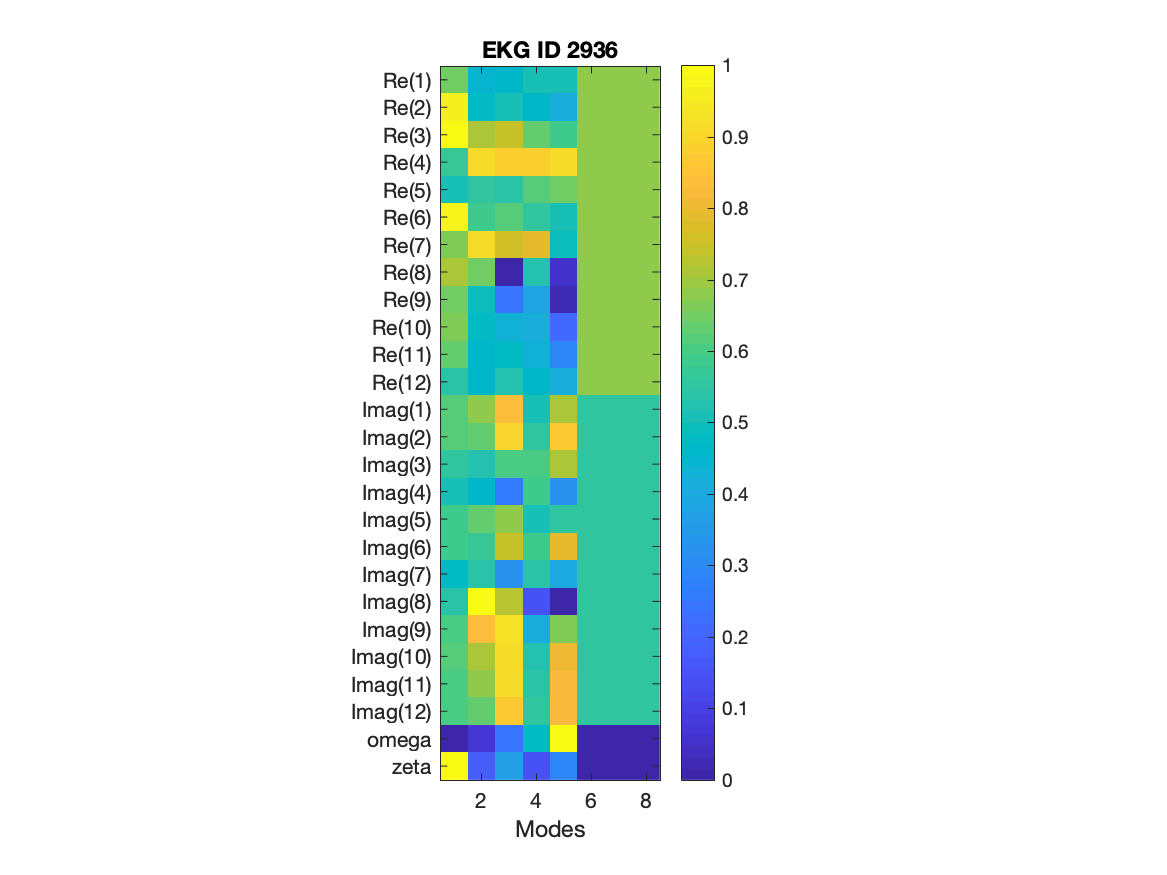 EKG ID 2936
Re(1)
Re(2)
Re(3)
Re(4)
Re(5)
Re(6)
Re(7)
Re(8)
Re(9)
Re(10)
Re(11)
Re(12)
Imag(1)
Imag(2)
Imag(3)
Imag(4)
Imag(5)
Imag(6)
Imag(7)
Imag(8)
Imag(9)
Imag(10)
Imag(11)
Imag(12)
omega
zeta
2 4 6 8
Modes
1
0.9
0.8
0.7
0.6
0.5
0.4
0.3
0.2
0.1
0